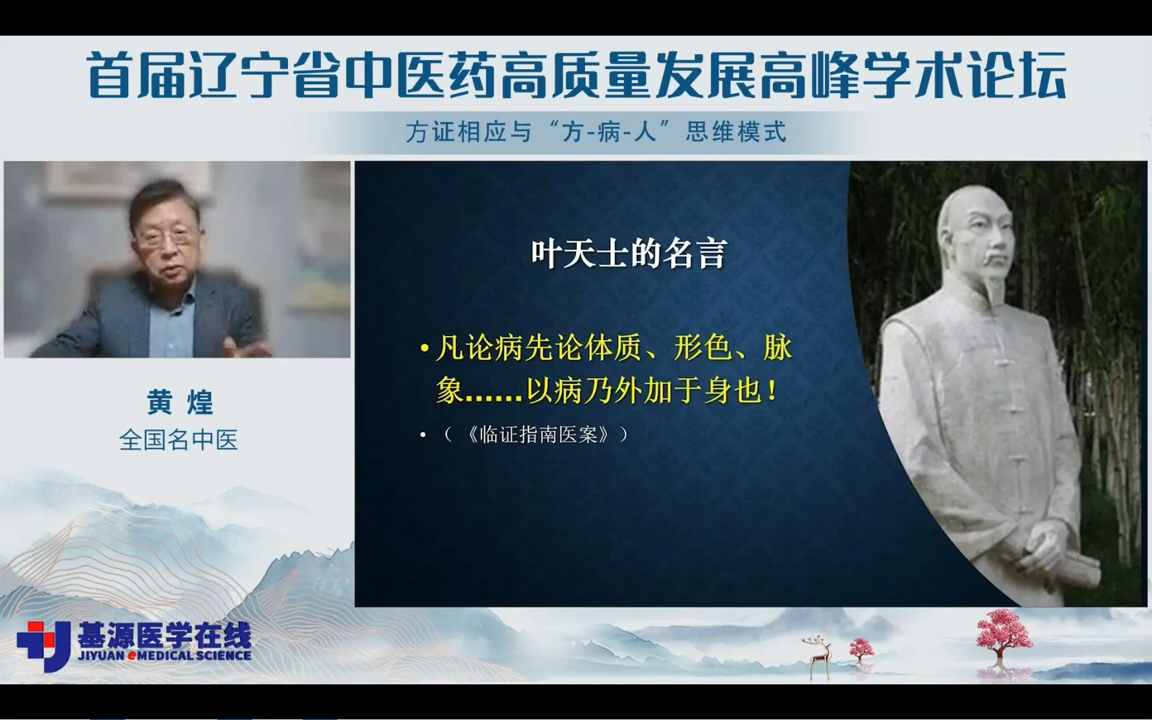 首届辽宁省中医药高质量发展高峰学术论坛
方证相应与“方-病-人”思维模式
黄 煌
全国名中医
叶天士的名言
•凡论病先论体质、形色、脉
象......以病乃外加于身也！
•（《临证指南医案》）
基源医学在线
JIYUAN eMEDICAL SCIENCE